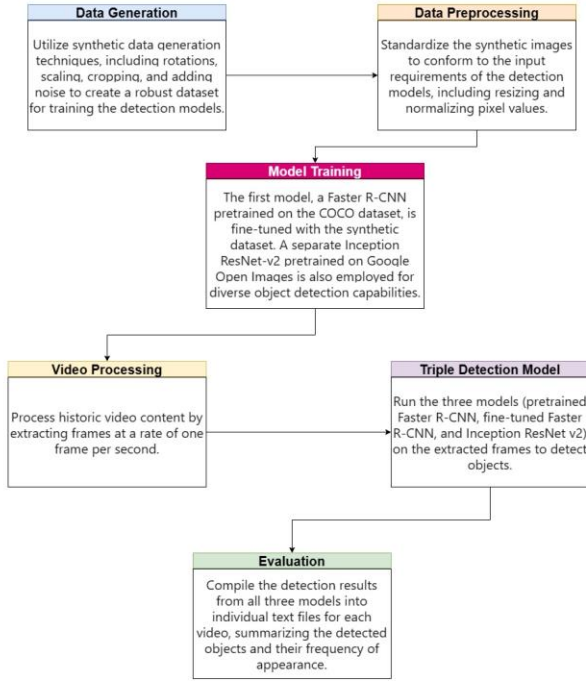 Data Generation
Utilize synthetic data generation
techniques, including rotations,
scaling, cropping, and adding
noise to create a robust dataset
for training the detection models.
Data Preprocessing
Standardize the synthetic images
to conform to the input
requirements of the detection
models, including resizing and
normalizing pixel values.
Model Training
The first model, a Faster R-CNN
pretrained on the COCO dataset, is
fine-tuned with the synthetic
dataset. A separate Inception
ResNet-v2 pretrained on Google
Open Images is also employed for
diverse object detection capabilities.
Video Processing
Process historic video content by
extracting frames at a rate of one
frame per second.
Triple Detection Model
Run the three models (pretrained
Faster R-CNN, fine-tuned Faster
R-CNN, and Inception ResNet v2)
on the extracted frames to detect
objects.
Evaluation
Compile the detection results
from all three models into
individual text files for each
video, summarizing the detected
objects and their frequency of
appearance.